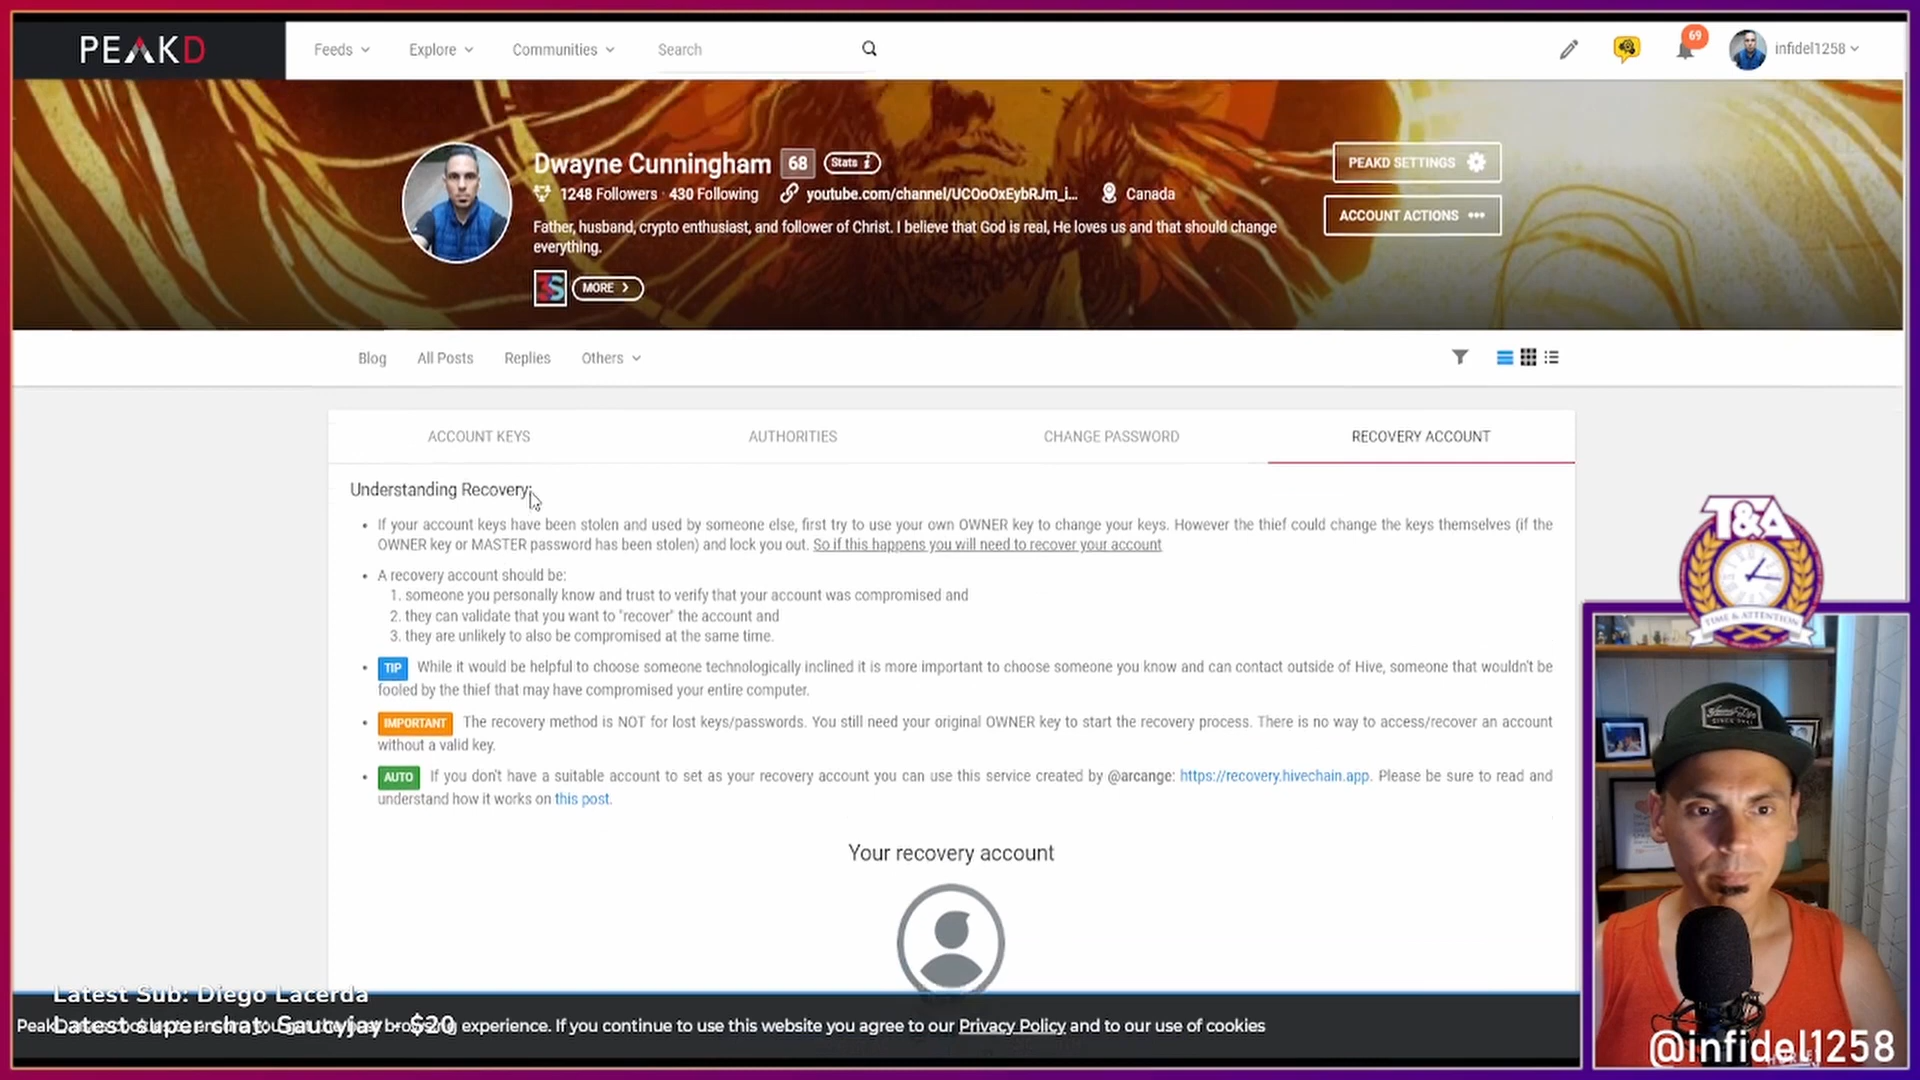 PEAKD
Feeds
Explore
Communities
Search
69
infidel1258
Dwayne Cunningham 68 Stats i
1248 Followers · 430 Following youtube.com/channel/UCOoOxEybRJm_i... Canada
Father, husband, crypto enthusiast, and follower of Christ. I believe that God is real, He loves us and that should change
everything.
MORE
PEAKD SETTINGS
ACCOUNT ACTIONS
Blog
All Posts
Replies
Others
ACCOUNT KEYS
AUTHORITIES
CHANGE PASSWORD
RECOVERY ACCOUNT
Understanding Recovery:
• If your account keys have been stolen and used by someone else, first try to use your own OWNER key to change your keys. However the thief could change the keys themselves (if the
OWNER key or MASTER password has been stolen) and lock you out. So if this happens you will need to recover your account
• A recovery account should be:
1. someone you personally know and trust to verify that your account was compromised and
2. they can validate that you want to "recover" the account and
3. they are unlikely to also be compromised at the same time.
• TIP While it would be helpful to choose someone technologically inclined it is more important to choose someone you know and can contact outside of Hive, someone that wouldn't be
fooled by the thief that may have compromised your entire computer.
• IMPORTANT The recovery method is NOT for lost keys/passwords. You still need your original OWNER key to start the recovery process. There is no way to access/recover an account
without a valid key.
• AUTO If you don't have a suitable account to set as your recovery account you can use this service created by @arcange: https://recovery.hivechain.app. Please be sure to read and
understand how it works on this post.
Your recovery account
T&A
TIME & ATTENTION
Latest Sub: Diego Lacerda
Latest super chat: Saucyjay - $20
browsing experience. If you continue to use this website you agree to our Privacy Policy and to our use of cookies
@infidel1258